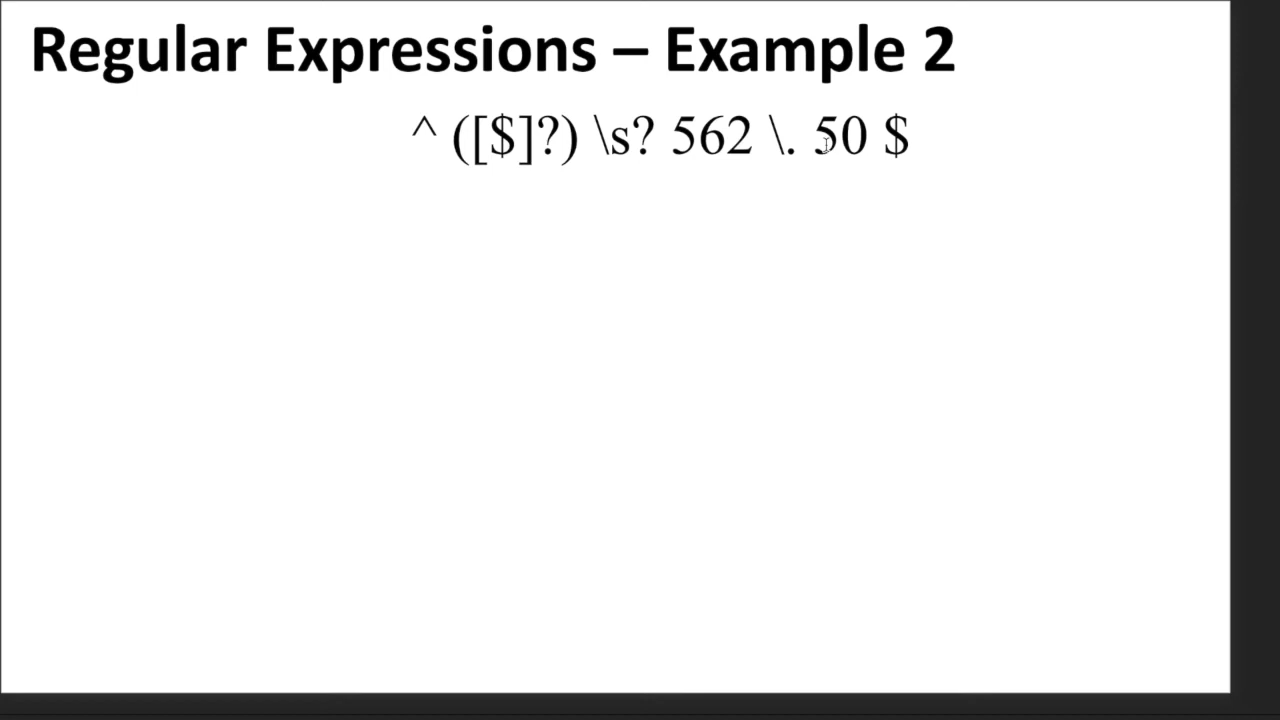 Regular Expressions – Example 2
^ ([$]?) \s? 562 \. 50 $